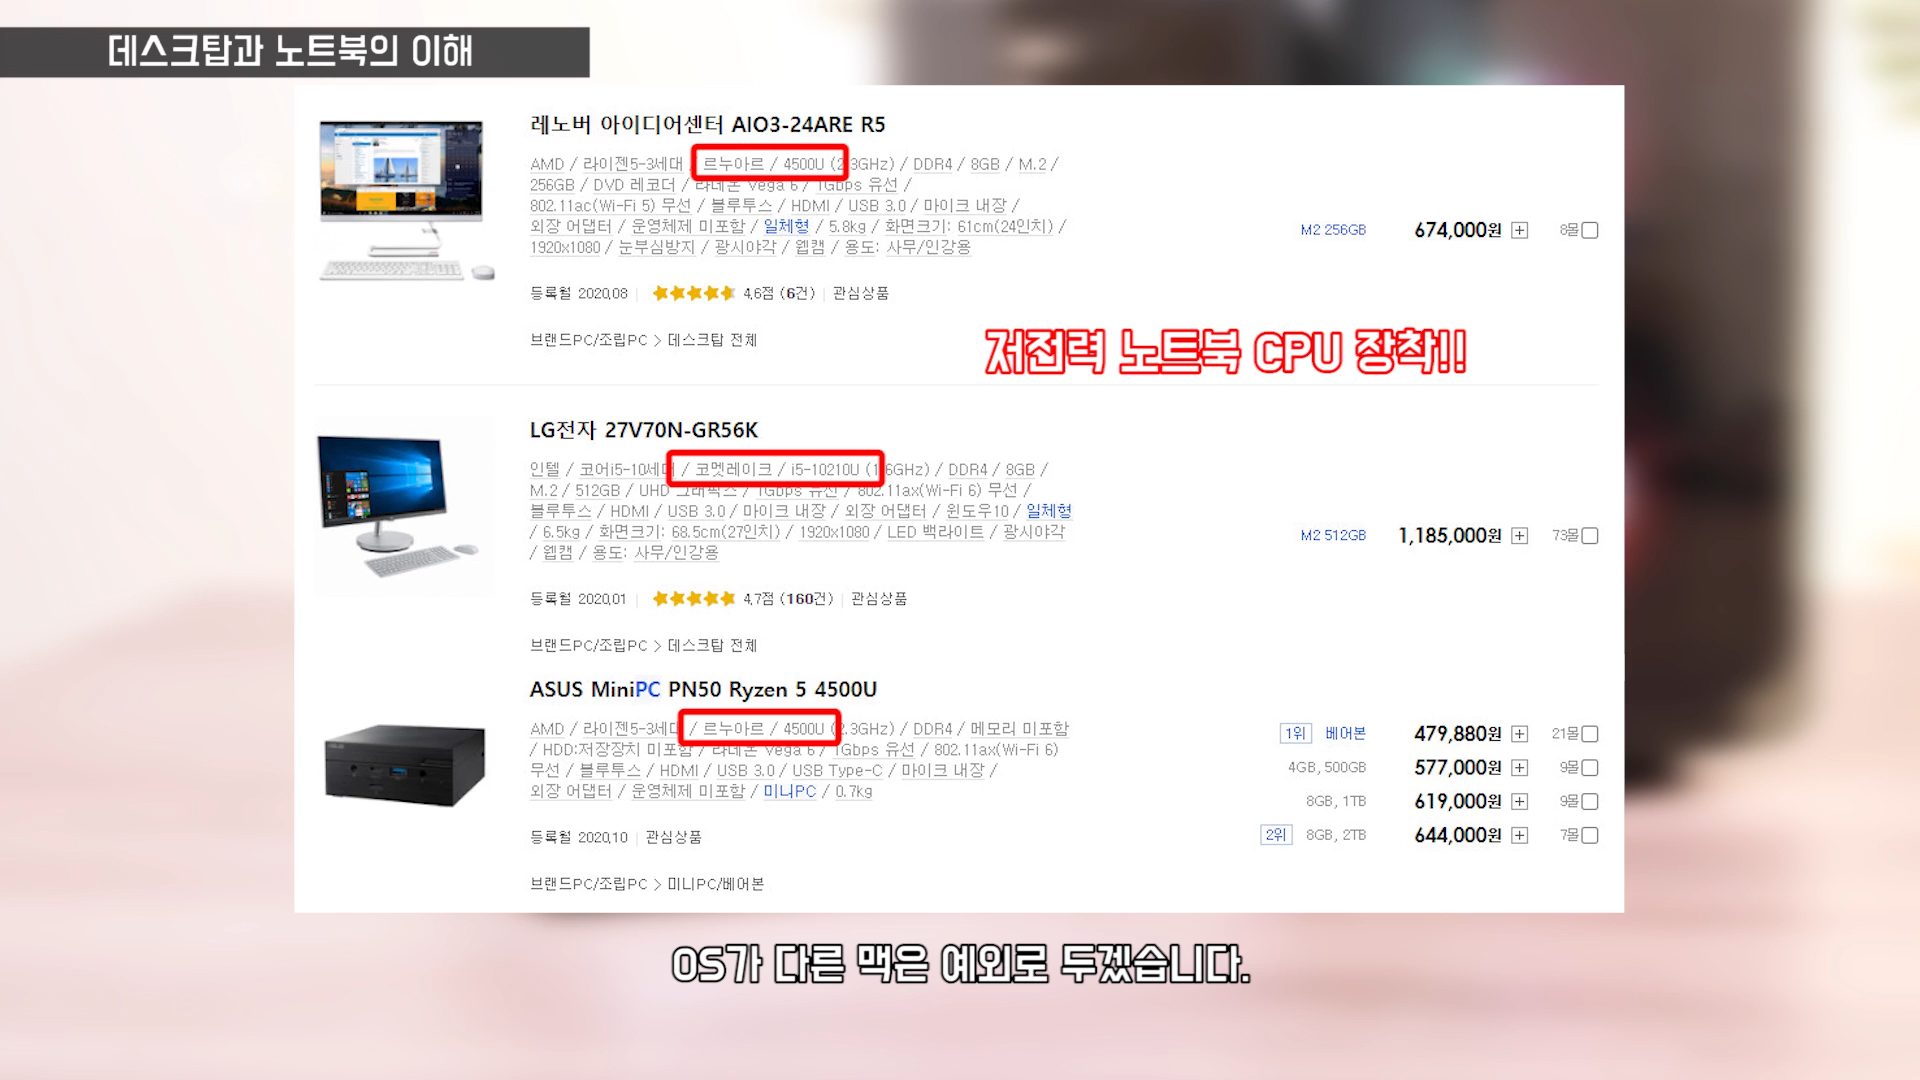 데스크탑과 노트북의 이해
레노버 아이디어센터 AIO3-24ARE R5
AMD / 라이젠5-3세대 / 르누아르 / 4500U (2.3GHz) / DDR4 / 8GB / M.2 /
256GB / DVD 레코더 / 라데온 Vega 6 / 1Gbps 유선 /
802.11ac(Wi-Fi 5) 무선 / 블루투스 / HDMI / USB 3.0 / 마이크 내장 /
외장 어댑터 / 운영체제 미포함 / 일체형 / 5.8kg / 화면크기: 61cm(24인치) /
1920x1080 / 눈부심방지 / 광시야각 / 웹캠 / 용도: 사무/인강용
M2 256GB 674,000원 8몰
등록월 2020.08 4.6점 (6건) 관심상품
브랜드PC/조립PC > 데스크탑 전체
저전력 노트북 CPU 장착!!
LG전자 27V70N-GR56K
인텔 / 코어i5-10세대 / 코멧레이크 / i5-10210U (1.6GHz) / DDR4 / 8GB /
M.2 / 512GB / UHD 그래픽스 / 1Gbps 유선 / 802.11ax(Wi-Fi 6) 무선 /
블루투스 / HDMI / USB 3.0 / 마이크 내장 / 외장 어댑터 / 윈도우10 / 일체형
/ 6.5kg / 화면크기: 68.5cm(27인치) / 1920x1080 / LED 백라이트 / 광시야각
/ 웹캠 / 용도: 사무/인강용
M2 512GB 1,185,000원 73몰
등록월 2020.01 4.7점 (160건) 관심상품
브랜드PC/조립PC > 데스크탑 전체
ASUS MiniPC PN50 Ryzen 5 4500U
AMD / 라이젠5-3세대 / 르누아르 / 4500U (2.3GHz) / DDR4 / 메모리 미포함
/ HDD:저장장치 미포함 / 라데온 Vega 6 / 1Gbps 유선 / 802.11ax(Wi-Fi 6)
무선 / 블루투스 / HDMI / USB 3.0 / USB Type-C / 마이크 내장 /
외장 어댑터 / 운영체제 미포함 / 미니PC / 0.7kg
1위 베어본 479,880원 21몰
4GB, 500GB 577,000원 9몰
8GB, 1TB 619,000원 9몰
2위 8GB, 2TB 644,000원 7몰
등록월 2020.10 관심상품
브랜드PC/조립PC > 미니PC/베어본
OS가 다른 맥은 예외로 두겠습니다.